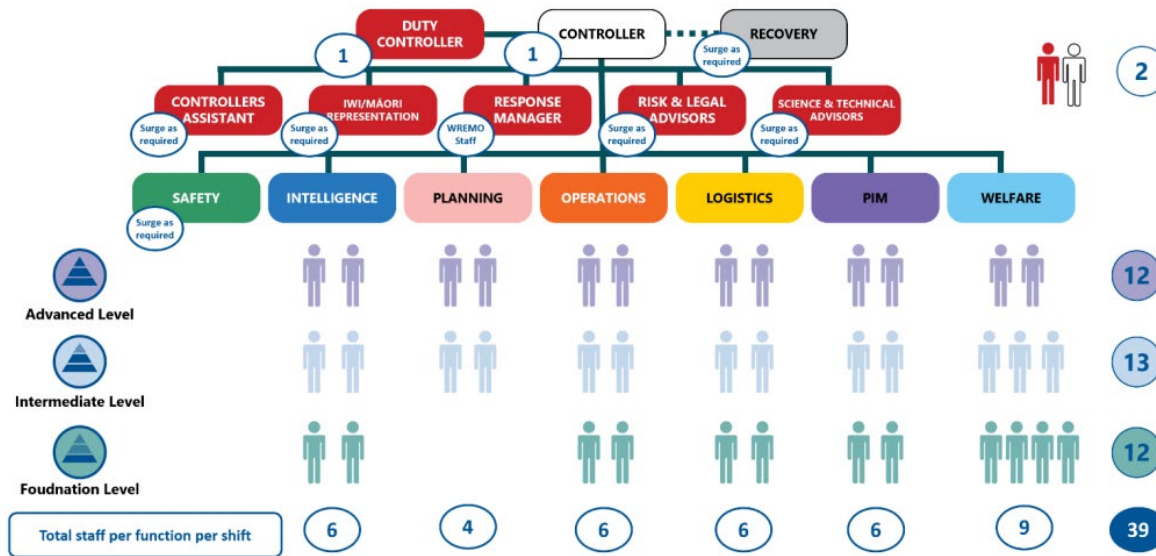 DUTY
CONTROLLER
CONTROLLER
RECOVERY
1
1
Surge as
required
2
CONTROLLERS
ASSISTANT
IWI/MĀORI
REPRESENTATION
RESPONSE
MANAGER
RISK & LEGAL
ADVISORS
SCIENCE & TECHNICAL
ADVISORS
Surge as
required
Surge as
required
WREMO
Staff
Surge as
required
Surge as
required
SAFETY
INTELLIGENCE
PLANNING
OPERATIONS
LOGISTICS
PIM
WELFARE
Surge as
required
Advanced Level
12
Intermediate Level
13
Foudnation Level
12
Total staff per function per shift
6
4
6
6
6
9
39